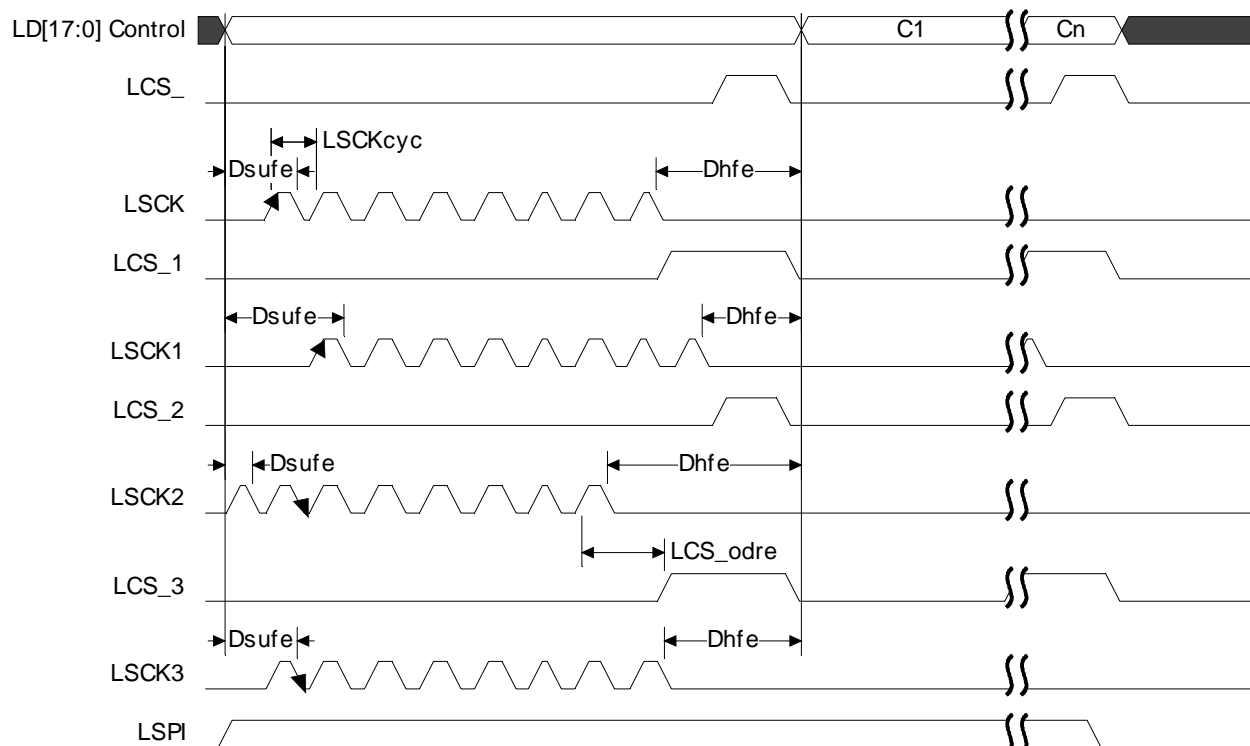 LD[17:0] Control C1 Cn
LCS_
LSCKcyc
Dsufe Dhfe
LSCK
LCS_1
Dsufe Dhfe
LSCK1
LCS_2
Dsufe Dhfe
LSCK2
LCS_odre
LCS_3
Dsufe Dhfe
LSCK3
LSPI